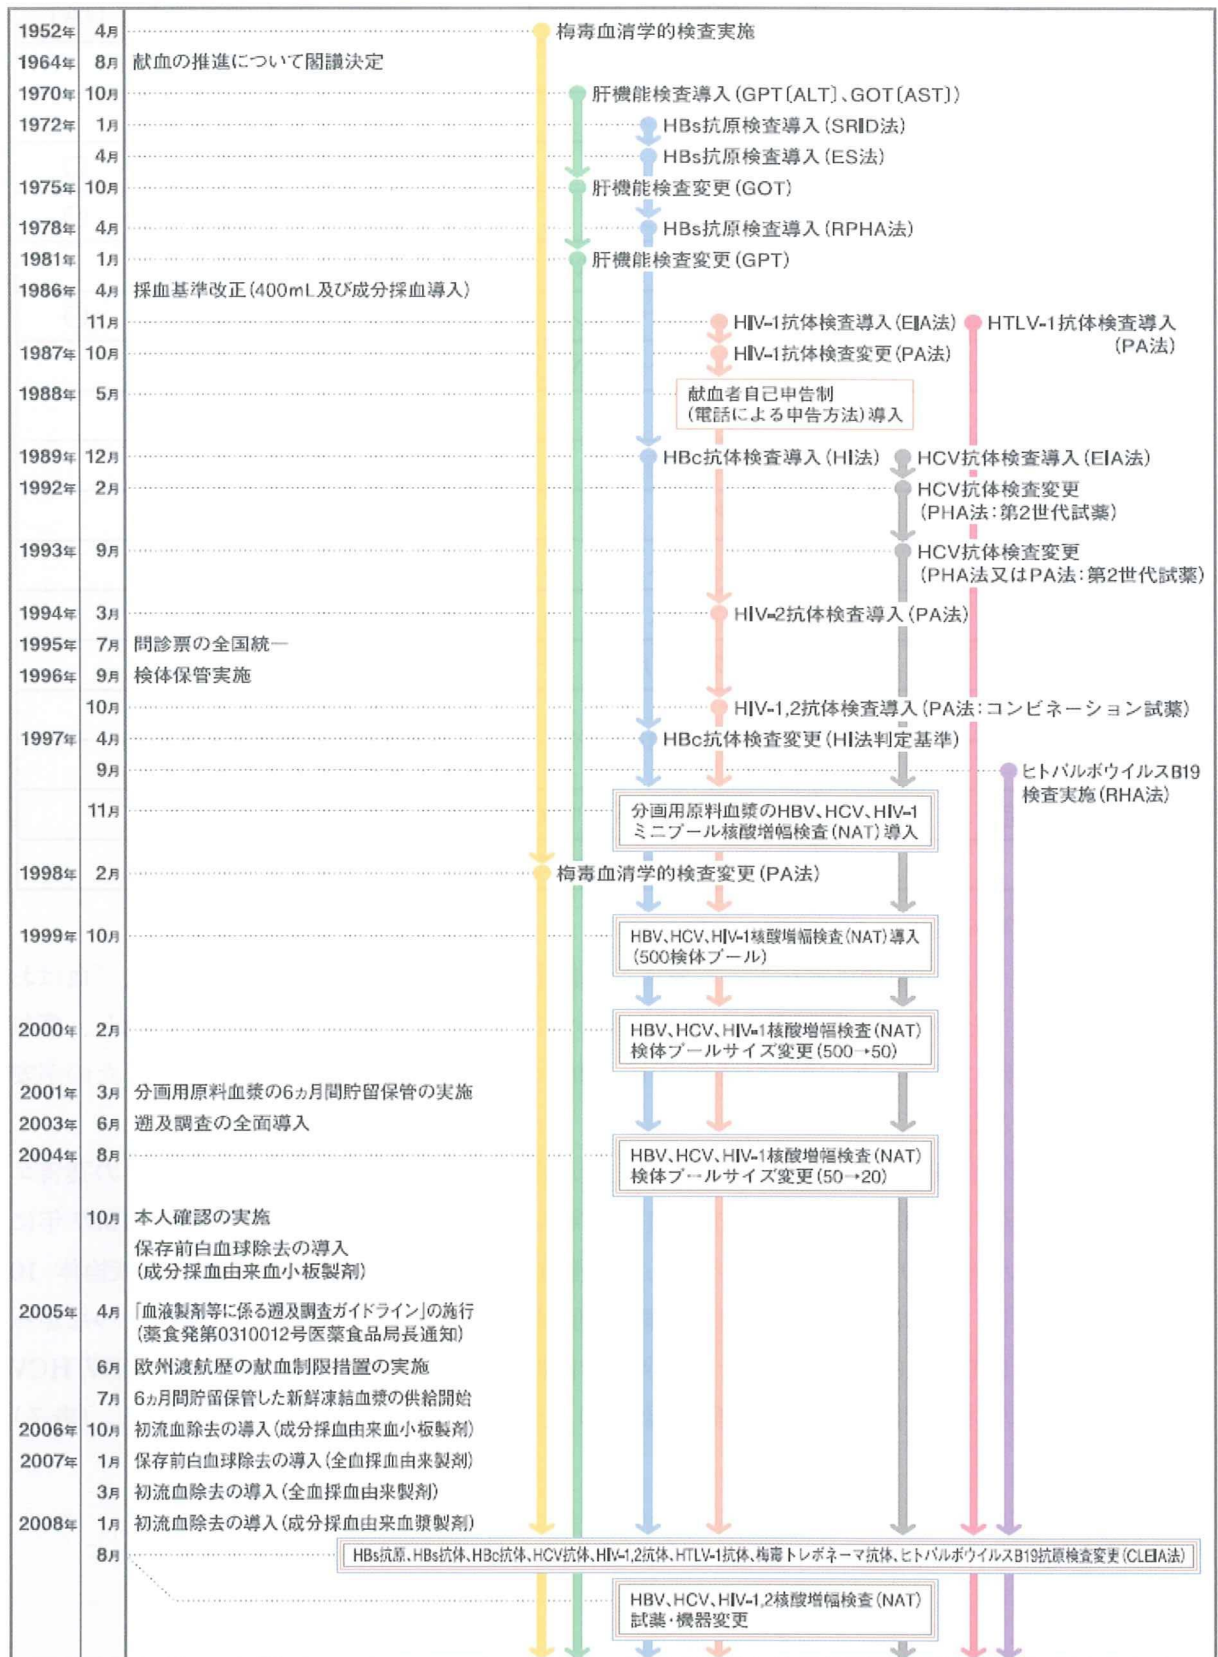 1952年 4月 梅毒血清学的検査実施
1964年 8月 献血の推進について閣議決定
1970年 10月 肝機能検査導入(GPT〔ALT〕、GOT〔AST〕)
1972年 1月 HBs抗原検査導入(SRID法)
4月 HBs抗原検査導入(ES法)
1975年 10月 肝機能検査変更(GOT)
1978年 4月 HBs抗原検査導入(RPHA法)
1981年 1月 肝機能検査変更(GPT)
1986年 4月 採血基準改正(400mL及び成分採血導入)
11月 HIV-1抗体検査導入(EIA法) HTLV-1抗体検査導入
(PA法)
1987年 10月 HIV-1抗体検査変更(PA法)
1988年 5月 献血者自己申告制
(電話による申告方法)導入
1989年 12月 HBc抗体検査導入(HI法) HCV抗体検査導入(EIA法)
1992年 2月 HCV抗体検査変更
(PHA法:第2世代試薬)
1993年 9月 HCV抗体検査変更
(PHA法又はPA法:第2世代試薬)
1994年 3月 HIV-2抗体検査導入(PA法)
1995年 7月 問診票の全国統一
1996年 9月 検体保管実施
10月 HIV-1,2抗体検査導入(PA法:コンビネーション試薬)
1997年 4月 HBc抗体検査変更(HI法判定基準)
9月 ヒトパルボウイルスB19
検査実施(RHA法)
11月 分画用原料血漿のHBV、HCV、HIV-1
ミニプール核酸増幅検査(NAT)導入
1998年 2月 梅毒血清学的検査変更(PA法)
1999年 10月 HBV、HCV、HIV-1核酸増幅検査(NAT)導入
(500検体プール)
2000年 2月 HBV、HCV、HIV-1核酸増幅検査(NAT)
検体プールサイズ変更(500→50)
2001年 3月 分画用原料血漿の6ヵ月間貯留保管の実施
2003年 6月 遡及調査の全面導入
2004年 8月 HBV、HCV、HIV-1核酸増幅検査(NAT)
検体プールサイズ変更(50→20)
10月 本人確認の実施
保存前白血球除去の導入
(成分採血由来血小板製剤)
2005年 4月 「血液製剤等に係る遡及調査ガイドライン」の施行
(薬食発第0310012号医薬食品局長通知)
6月 欧州渡航歴の献血制限措置の実施
7月 6ヵ月間貯留保管した新鮮凍結血漿の供給開始
2006年 10月 初流血除去の導入(成分採血由来血小板製剤)
2007年 1月 保存前白血球除去の導入(全血採血由来製剤)
3月 初流血除去の導入(全血採血由来製剤)
2008年 1月 初流血除去の導入(成分採血由来血漿製剤)
8月 HBs抗原、HBs抗体、HBc抗体、HCV抗体、HIV-1,2抗体、HTLV-1抗体、梅毒トレポネーマ抗体、ヒトパルボウイルスB19抗原検査変更(CLEIA法)
HBV、HCV、HIV-1,2核酸増幅検査(NAT)
試薬・機器変更